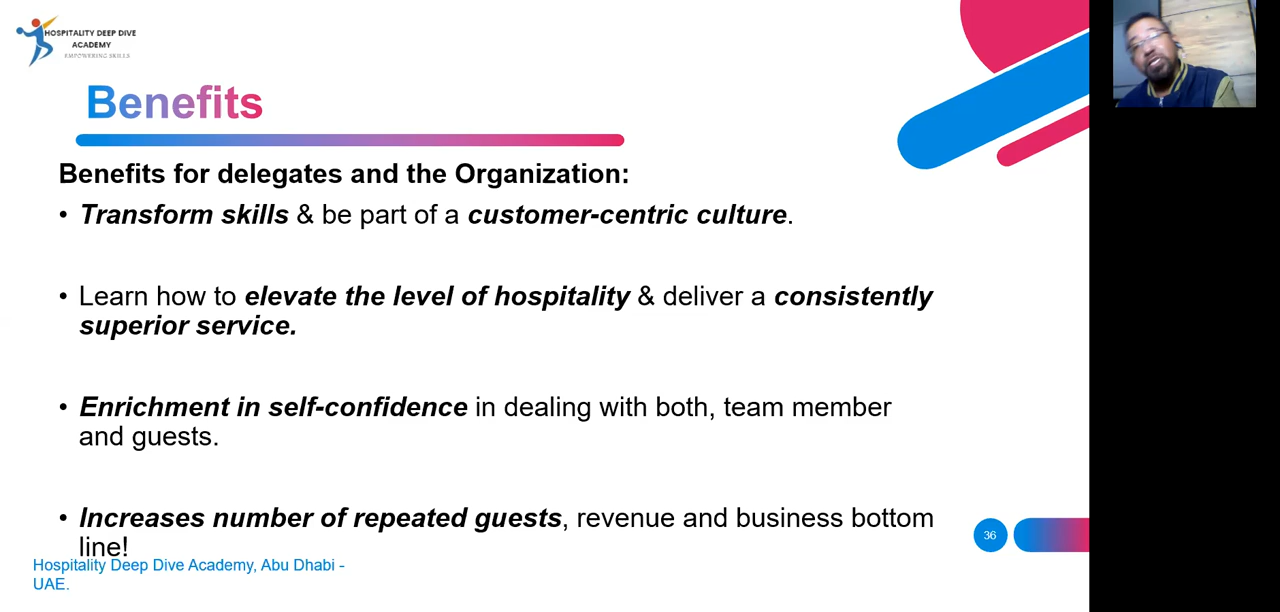 HOSPITALITY DEEP DIVE
ACADEMY
EMPOWERING SKILLS
Benefits
Benefits for delegates and the Organization:
• Transform skills & be part of a customer-centric culture.
• Learn how to elevate the level of hospitality & deliver a consistently
superior service.
• Enrichment in self-confidence in dealing with both, team member
and guests.
• Increases number of repeated guests, revenue and business bottom
line!
36
Hospitality Deep Dive Academy, Abu Dhabi -
UAE.